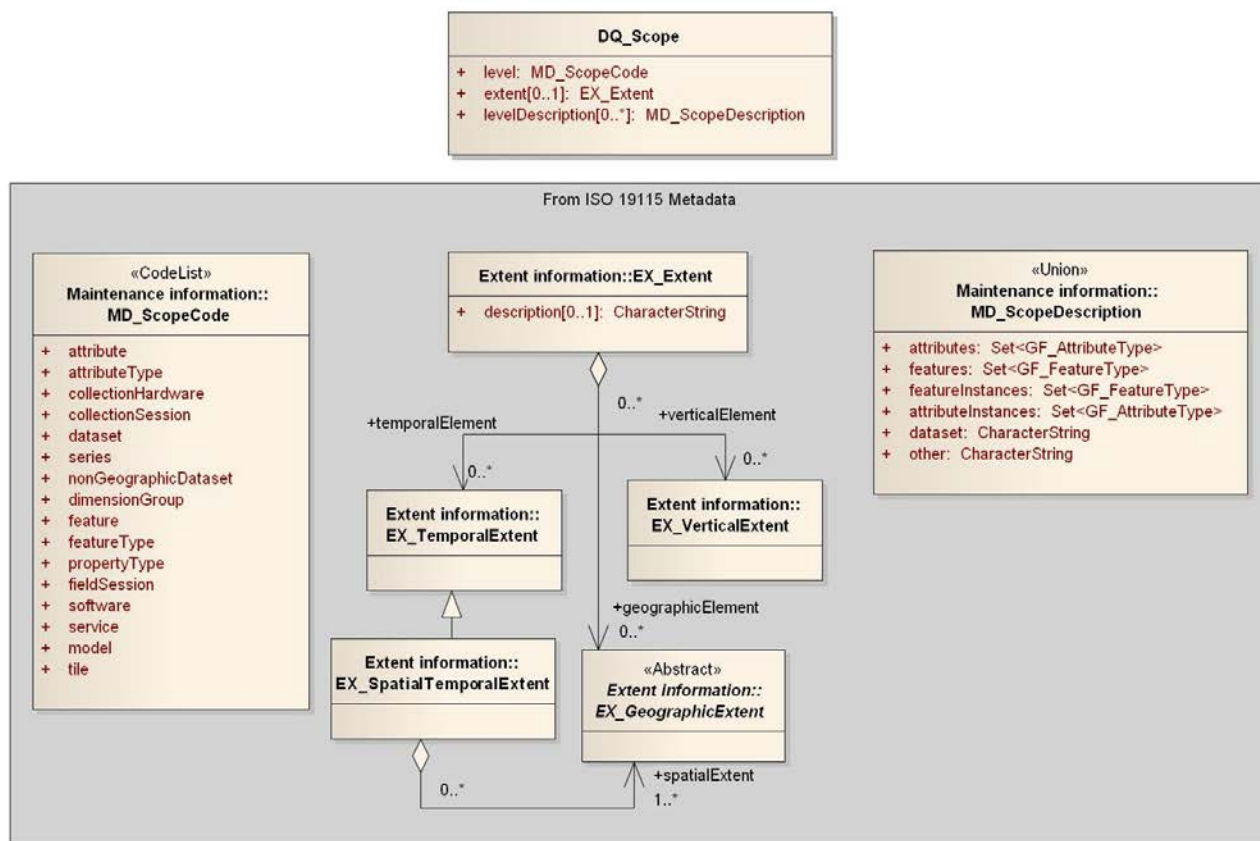 DQ_Scope
+ level: MD_ScopeCode
+ extent[0..1]: EX_Extent
+ levelDescription[0..*]: MD_ScopeDescription
From ISO 19115 Metadata
«CodeList»
Maintenance information::
MD_ScopeCode
+ attribute
+ attributeType
+ collectionHardware
+ collectionSession
+ dataset
+ series
+ nonGeographicDataset
+ dimensionGroup
+ feature
+ featureType
+ propertyType
+ fieldSession
+ software
+ service
+ model
+ tile
Extent information::EX_Extent
+ description[0..1]: CharacterString
0..*
+temporalElement
0..*
+verticalElement
0..*
Extent information::
EX_TemporalExtent
Extent information::
EX_VerticalExtent
+geographicElement
0..*
Extent information::
EX_SpatialTemporalExtent
«Abstract»
Extent information::
EX_GeographicExtent
0..*
+spatialExtent
1..*
«Union»
Maintenance information::
MD_ScopeDescription
+ attributes: Set<GF_AttributeType>
+ features: Set<GF_FeatureType>
+ featureInstances: Set<GF_FeatureType>
+ attributeInstances: Set<GF_AttributeType>
+ dataset: CharacterString
+ other: CharacterString